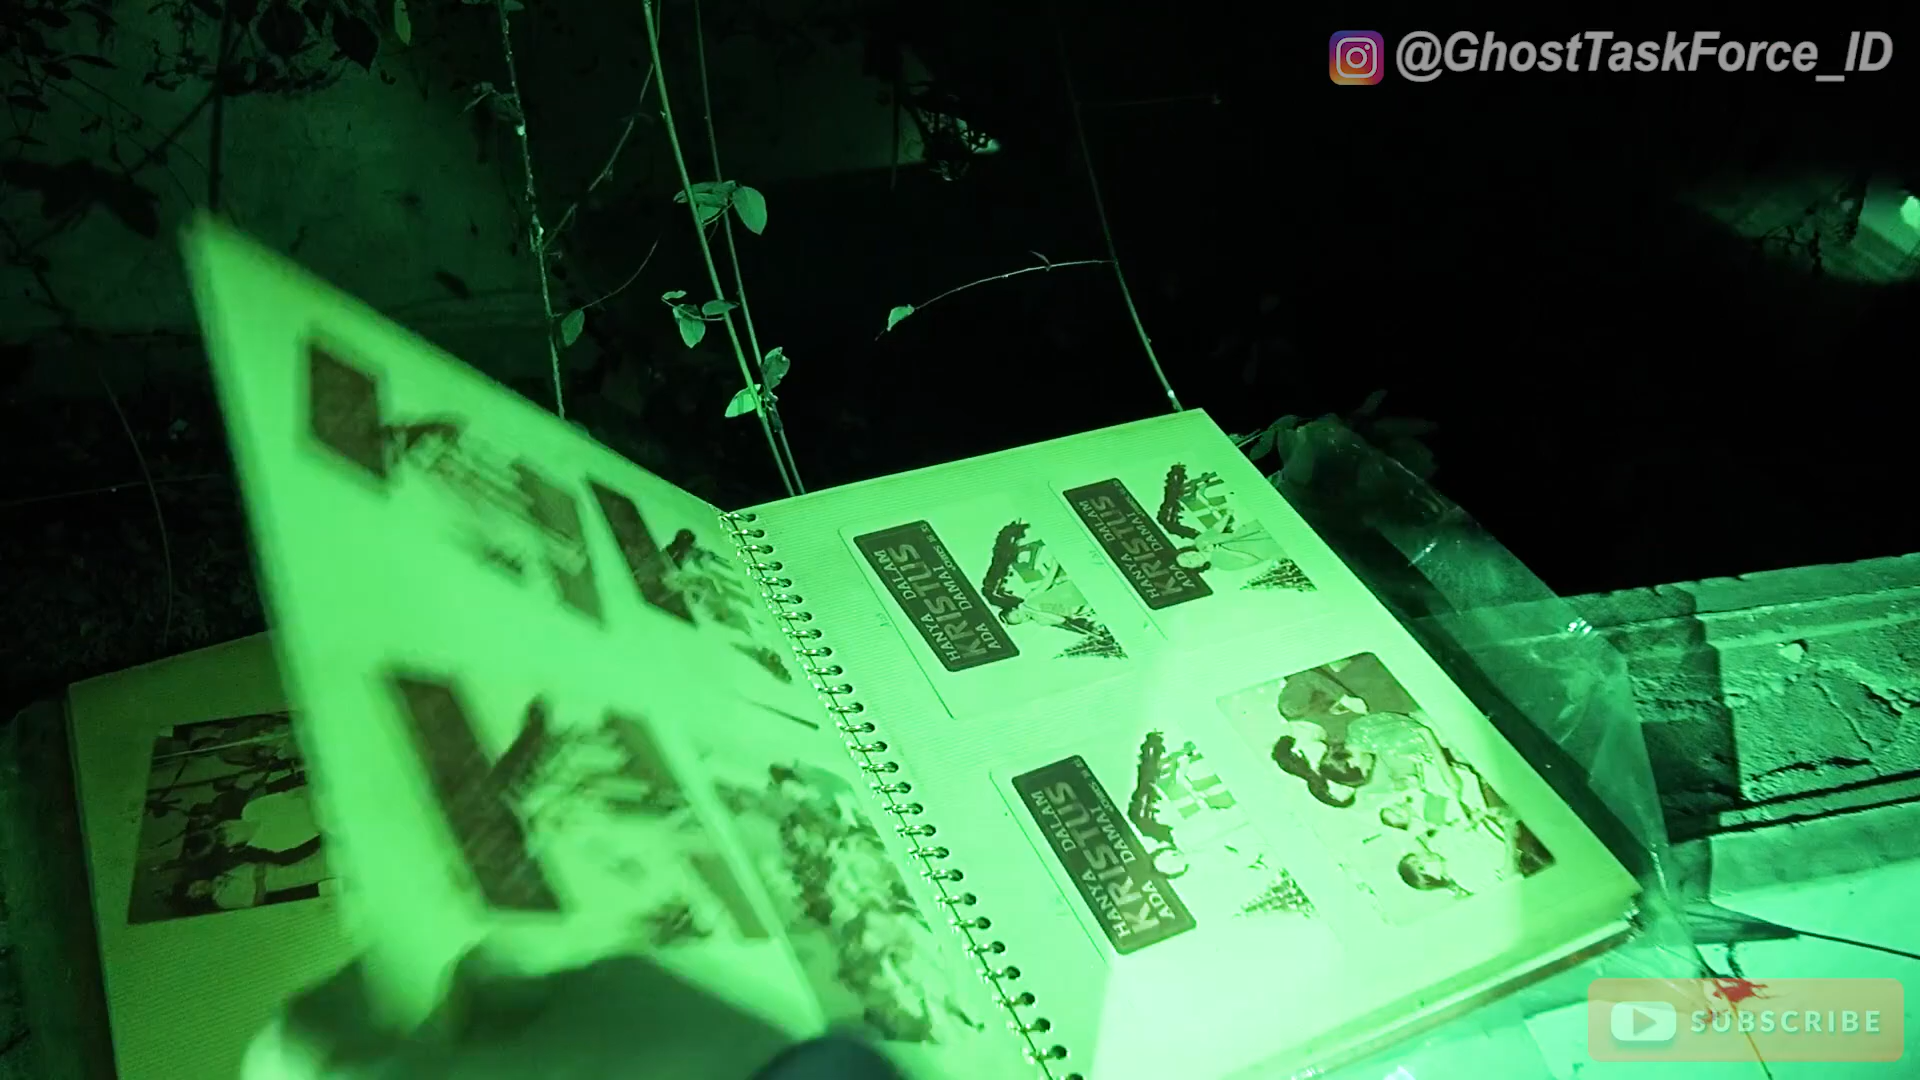 @GhostTaskForce_ID
HANYA DALAM
KRISTUS
ADA DAMAI
HANYA DALAM
KRISTUS
ADA DAMAI
HANYA DALAM
KRISTUS
ADA DAMAI
SUBSCRIBE